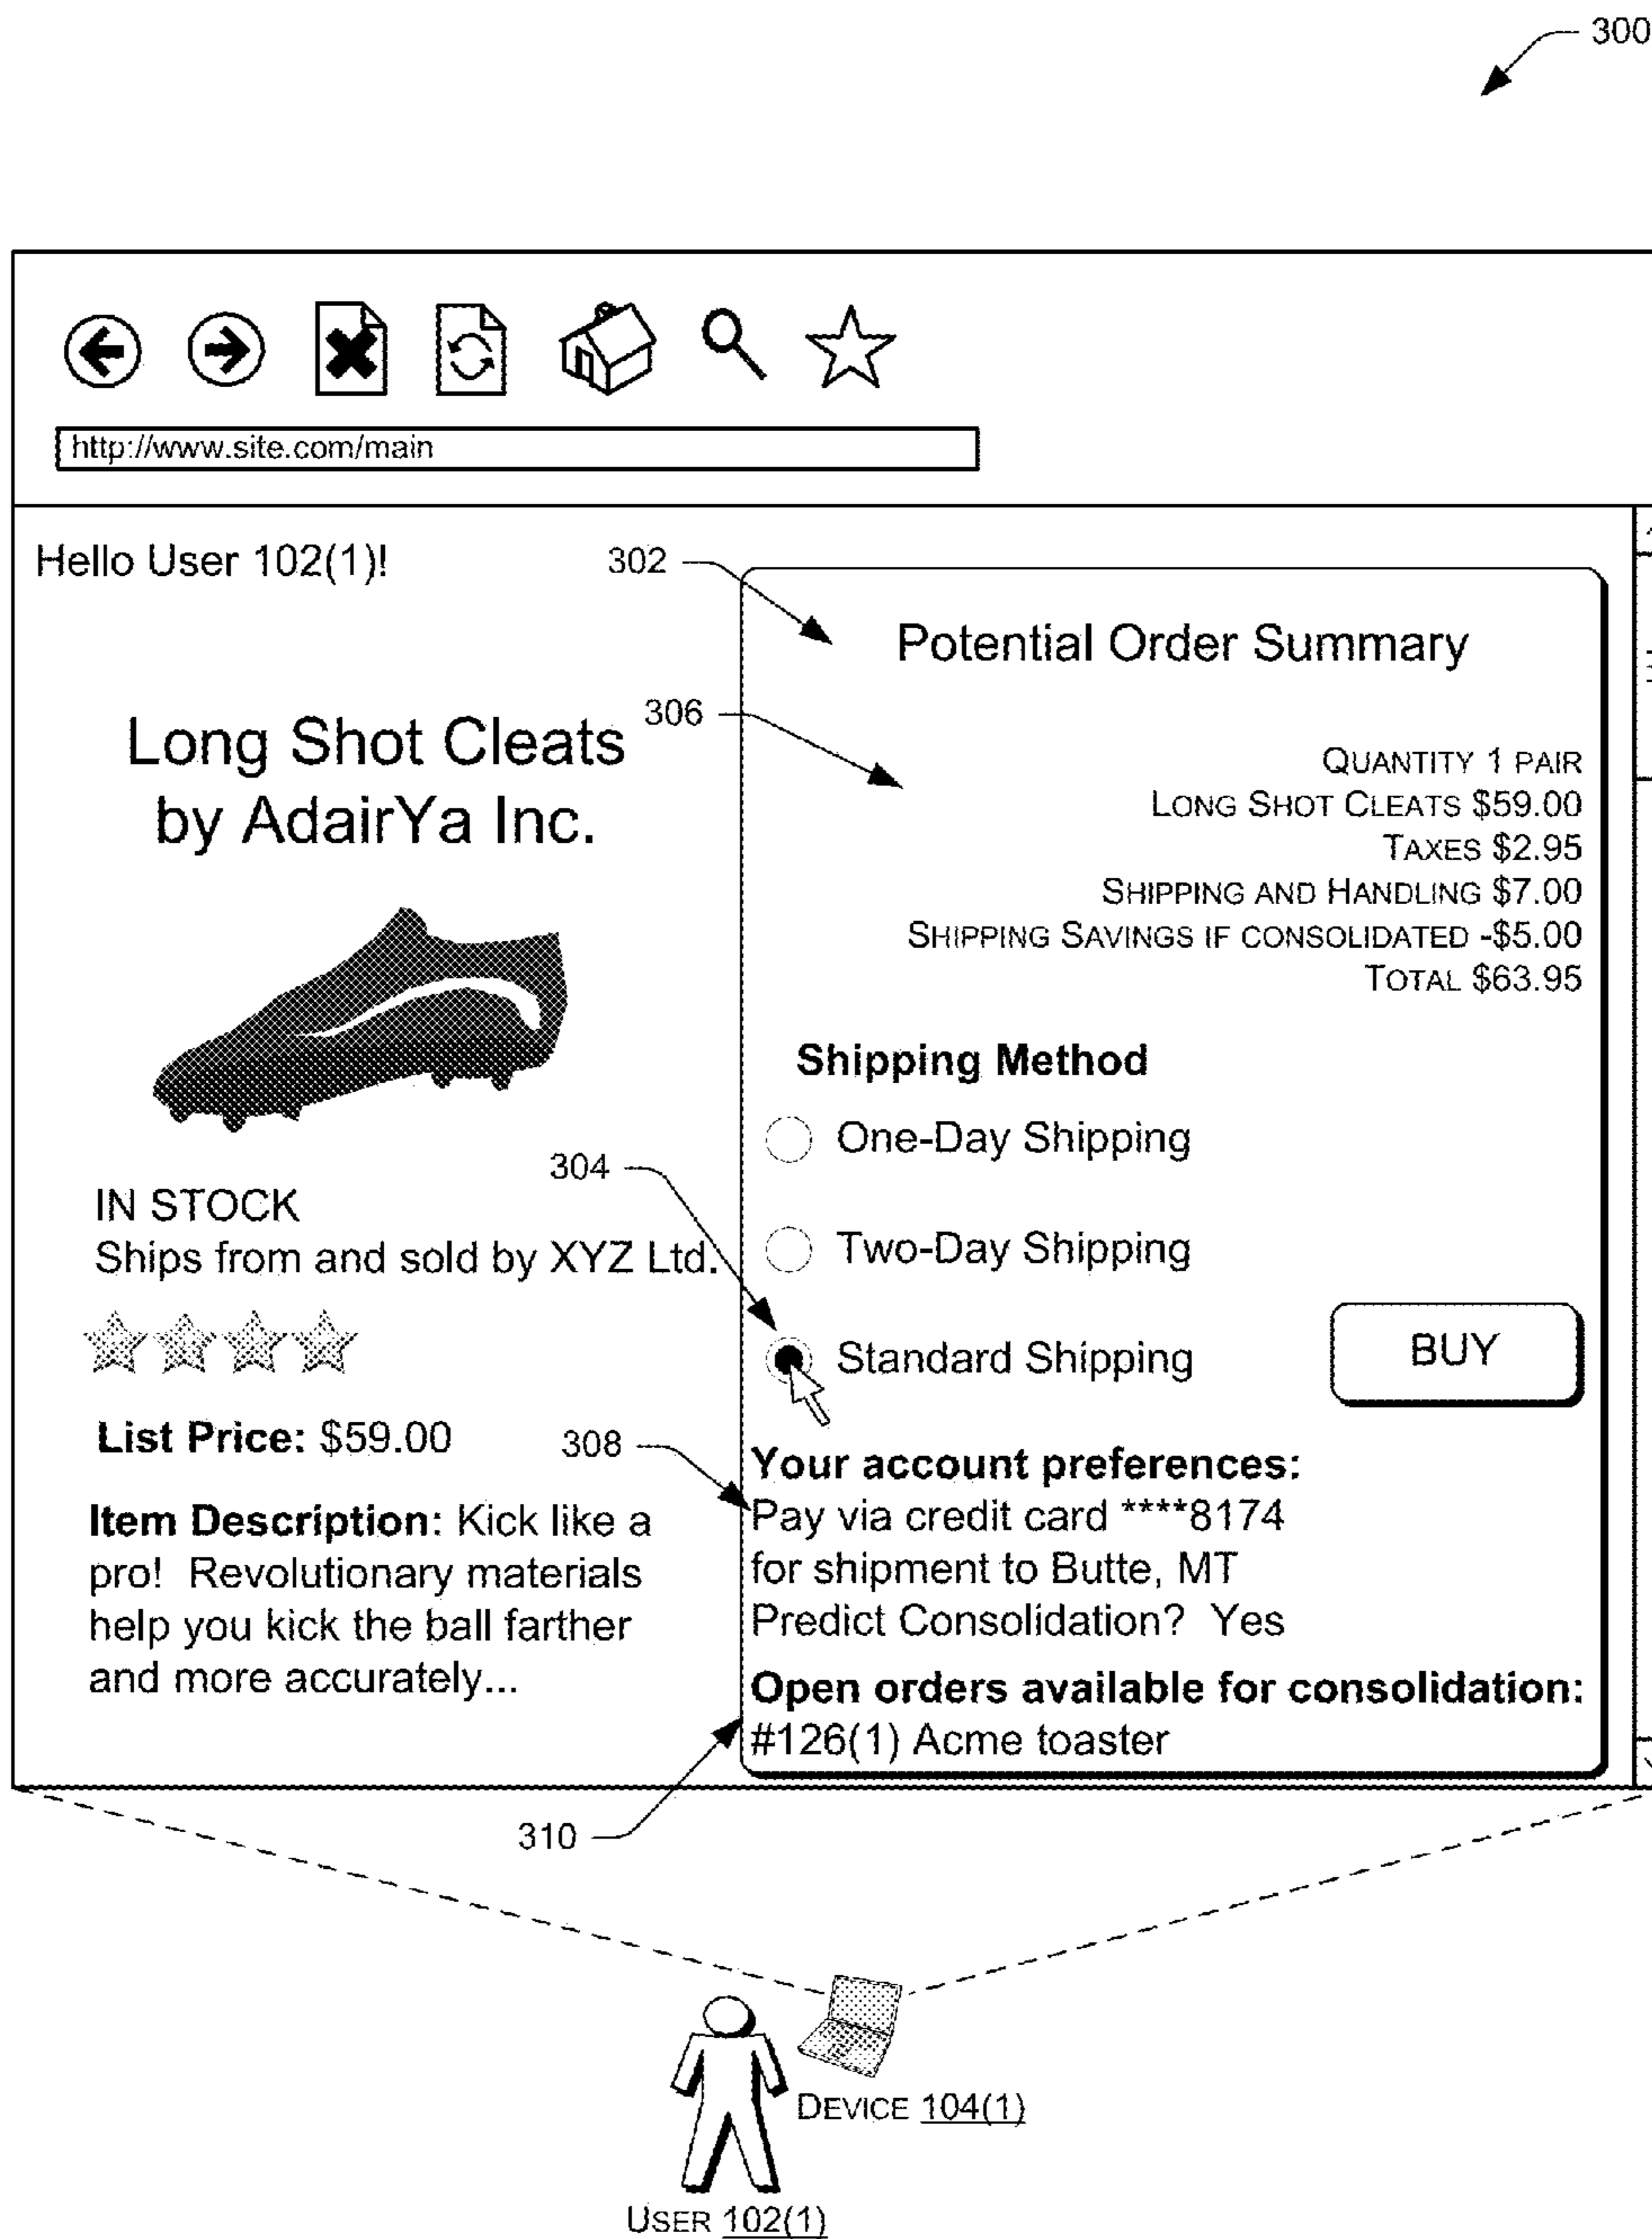 300
http://www.site.com/main
Hello User 102(1)!
302
Potential Order Summary
Long Shot Cleats
by AdairYa Inc.
306
QUANTITY 1 PAIR
LONG SHOT CLEATS $59.00
TAXES $2.95
SHIPPING AND HANDLING $7.00
SHIPPING SAVINGS IF CONSOLIDATED -$5.00
TOTAL $63.95
Shipping Method
One-Day Shipping
304
IN STOCK
Ships from and sold by XYZ Ltd.
Two-Day Shipping
Standard Shipping
BUY
List Price: $59.00
308
Your account preferences:
Pay via credit card ****8174
for shipment to Butte, MT
Predict Consolidation? Yes
Item Description: Kick like a
pro! Revolutionary materials
help you kick the ball farther
and more accurately...
Open orders available for consolidation:
#126(1) Acme toaster
310
DEVICE 104(1)
USER 102(1)